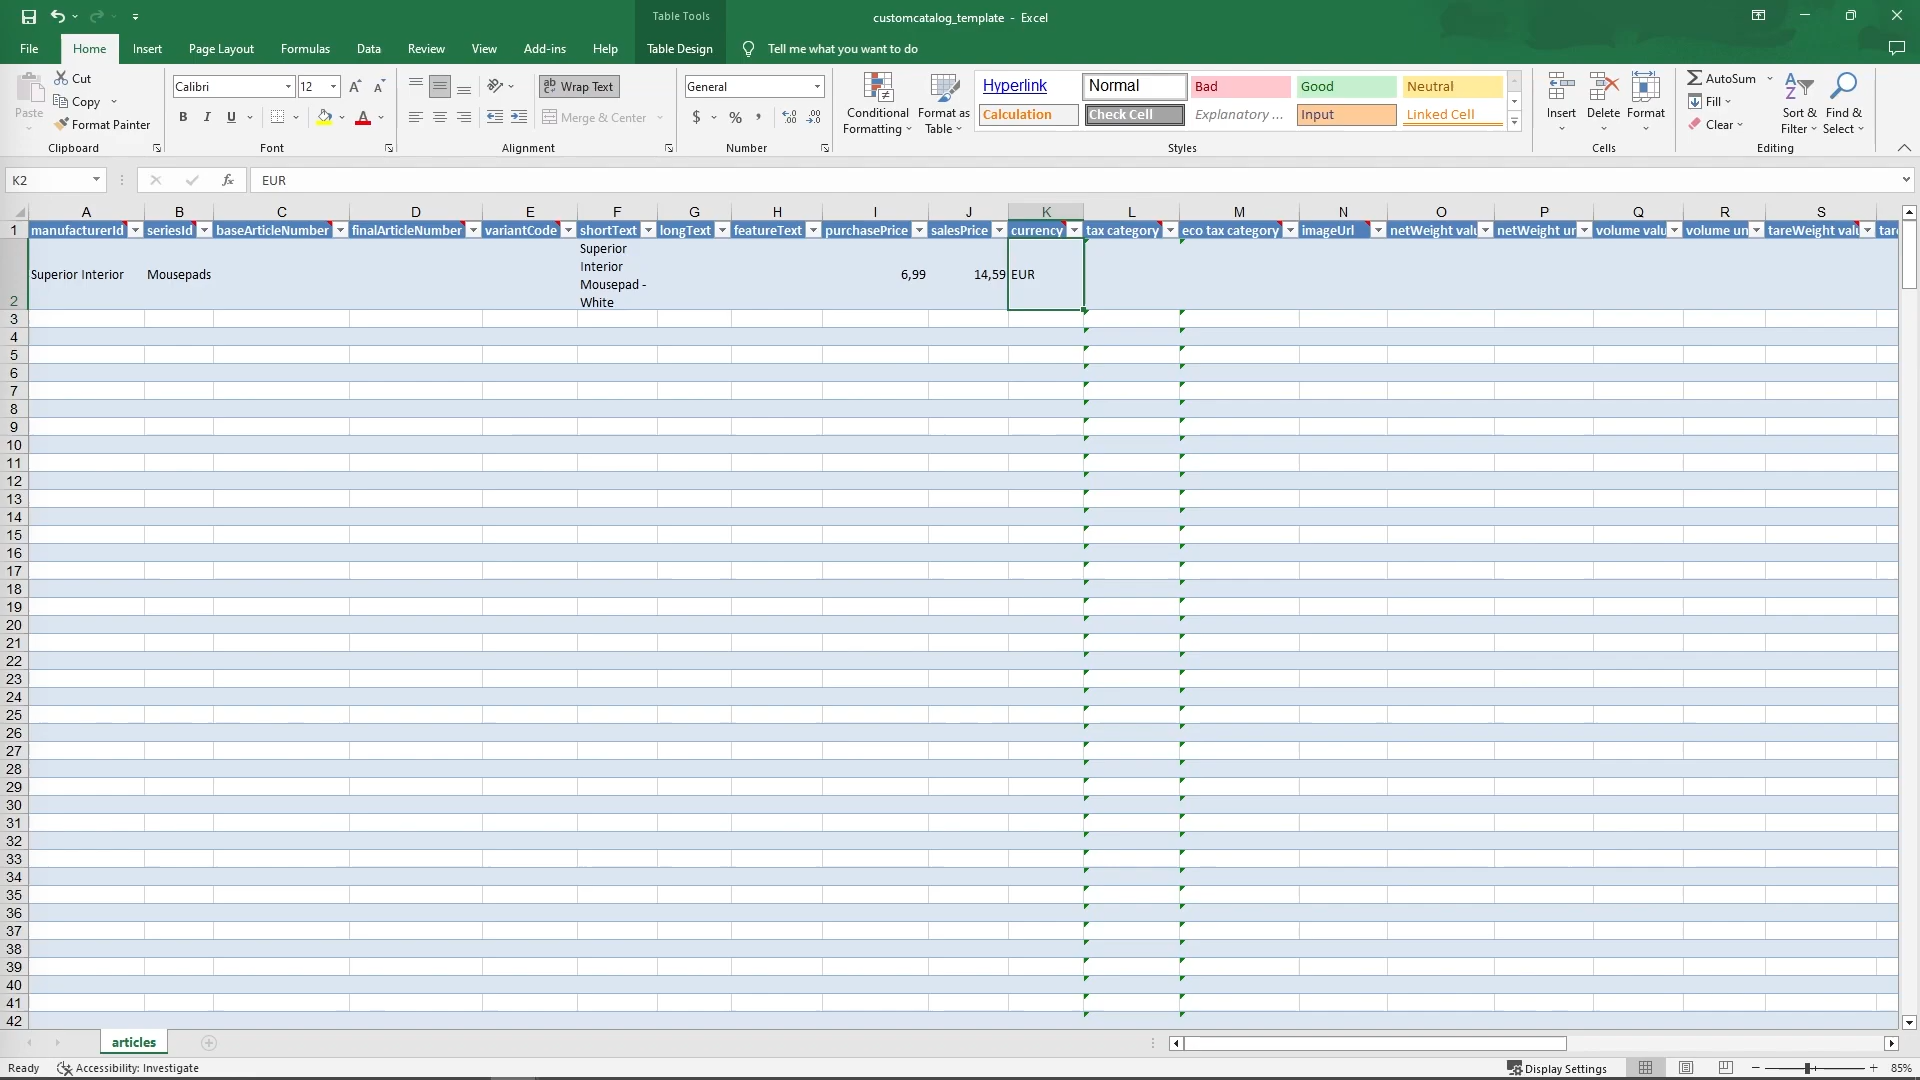 Table Tools
customcatalog_template - Excel
File Home Insert Page Layout Formulas Data Review View Add-ins Help Table Design Tell me what you want to do
Paste
Cut
Copy
Format Painter
Clipboard
Calibri 12
B I U
Font
ab Wrap Text
Merge & Center
Alignment
General
$ % ,
Number
Conditional Formatting
Format as Table
Hyperlink Normal Bad Good Neutral
Calculation Check Cell Explanatory ... Input Linked Cell
Styles
Insert Delete Format
Cells
AutoSum
Fill
Clear
Sort & Filter
Find & Select
Editing
K2 fx EUR
A B C D E F G H I J K L M N O P Q R S
1 manufacturerId seriesId baseArticleNumber finalArticleNumber variantCode shortText longText featureText purchasePrice salesPrice currency tax category eco tax category imageUrl netWeight valu netWeight un volume valu volume un tareWeight valu tare
2 Superior Interior Mousepads Superior Interior Mousepad - White 6,99 14,59 EUR
3
4
5
6
7
8
9
10
11
12
13
14
15
16
17
18
19
20
21
22
23
24
25
26
27
28
29
30
31
32
33
34
35
36
37
38
39
40
41
42
articles
Ready Accessibility: Investigate Display Settings 85%